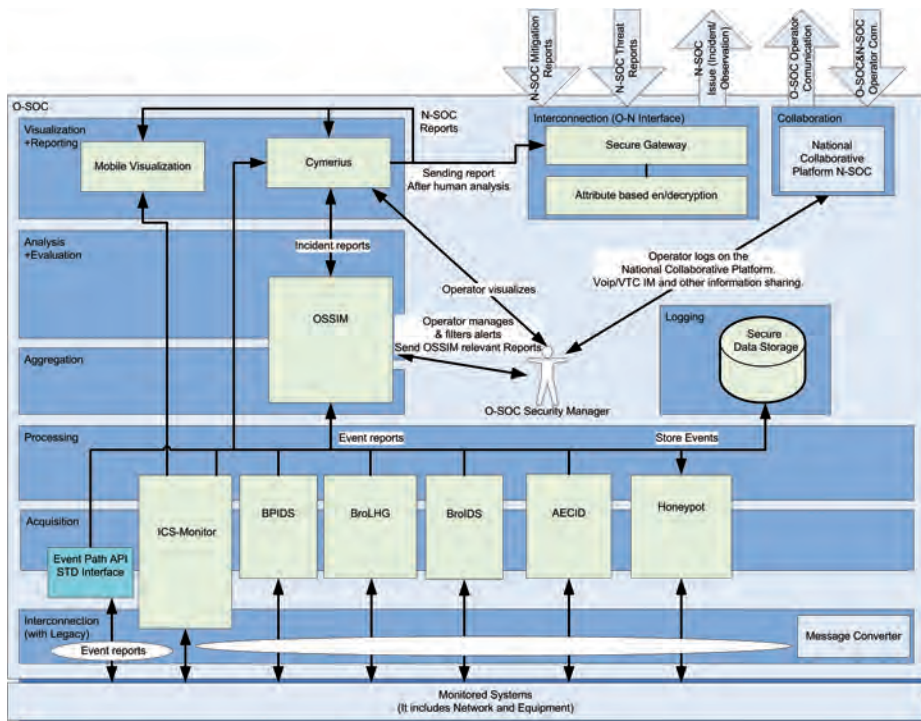 N-SOC Mitigation
Reports
N-SOC Threat
Reports
N-SOC
Issue (Incident/
Observation)
O-SOC Operator
Comunication
O-SOC&N-SOC
Operator Com.
O-SOC
Visualization
+Reporting
Mobile Visualization
N-SOC
Reports
Cymerius
Sending report
After human analysis
Interconnection (O-N Interface)
Secure Gateway
Attribute based en/decryption
Collaboration
National
Collaborative
Platform N-SOC
Analysis
+Evaluation
Incident reports
OSSIM
Operator visualizes
Operator logs on the
National Collaborative Platform.
Voip/VTC IM and other information sharing.
Operator manages
& filters alerts
Send OSSIM relevant Reports
Aggregation
O-SOC Security Manager
Logging
Secure
Data Storage
Processing
Event reports
Store Events
Acquisition
Event Path API
STD Interface
ICS-Monitor
BPIDS
BroLHG
BroIDS
AECID
Honeypot
Interconnection
(with Legacy)
Event reports
Message Converter
Monitored Systems
(It includes Network and Equipment)